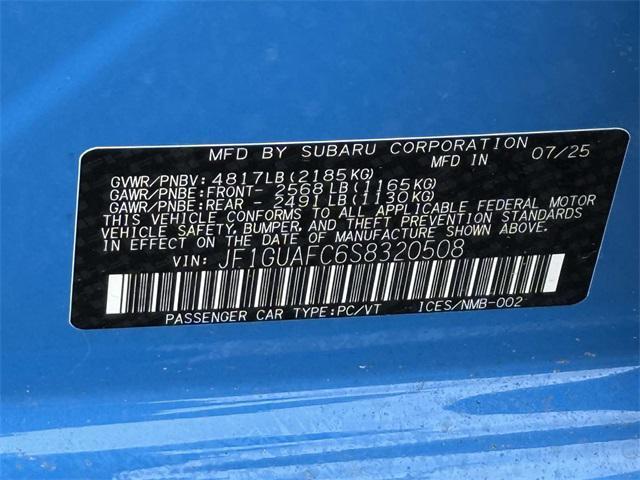 MFD BY SUBARU CORPORATION
MFD IN 07/25
GVWR/PNBV: 4817LB(2185KG)
GAWR/PNBE: FRONT- 2568LB(1165KG)
GAWR/PNBE: REAR - 2491LB(1130KG)
THIS VEHICLE CONFORMS TO ALL APPLICABLE FEDERAL MOTOR
VEHICLE SAFETY, BUMPER, AND THEFT PREVENTION STANDARDS
IN EFFECT ON THE DATE OF MANUFACTURE SHOWN ABOVE.
VIN: JF1GUAFC6S8320508
PASSENGER CAR TYPE:PC/VT ICES/NMB-002